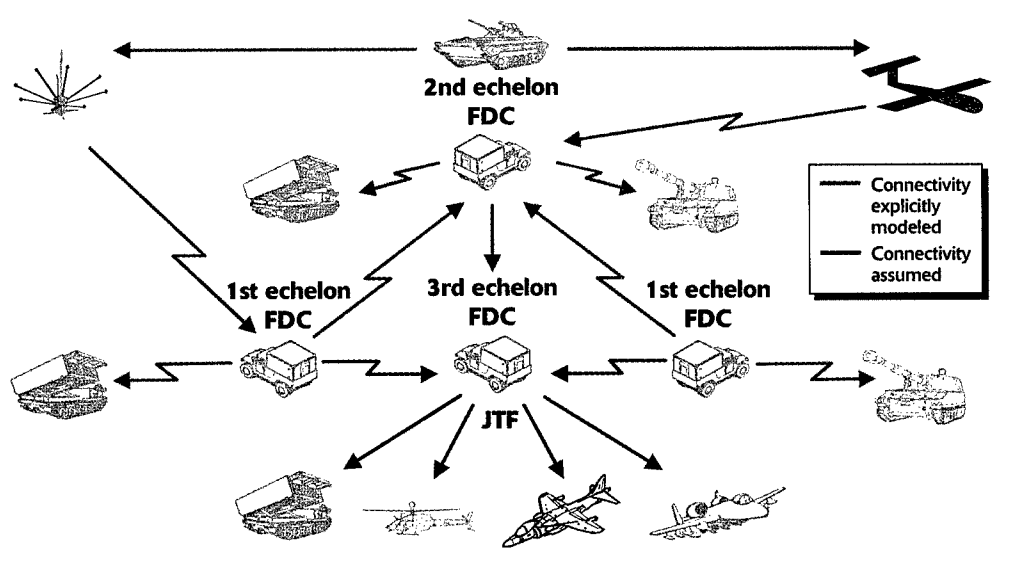 2nd echelon
FDC
Connectivity
explicitly
modeled
Connectivity
assumed
1st echelon
FDC
3rd echelon
FDC
1st echelon
FDC
JTF